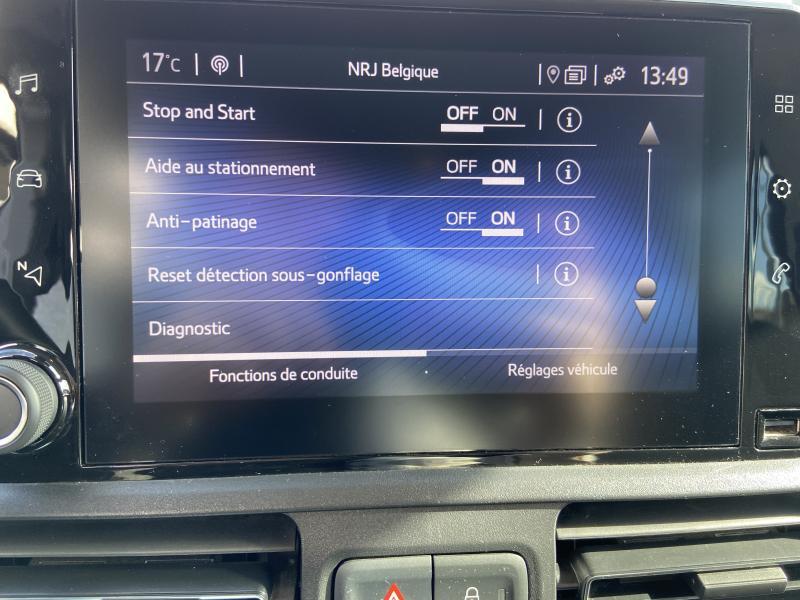 17°C NRJ Belgique 13:49
Stop and Start OFF ON
Aide au stationnement OFF ON
Anti-patinage OFF ON
Reset détection sous-gonflage
Diagnostic
Fonctions de conduite Réglages véhicule
N